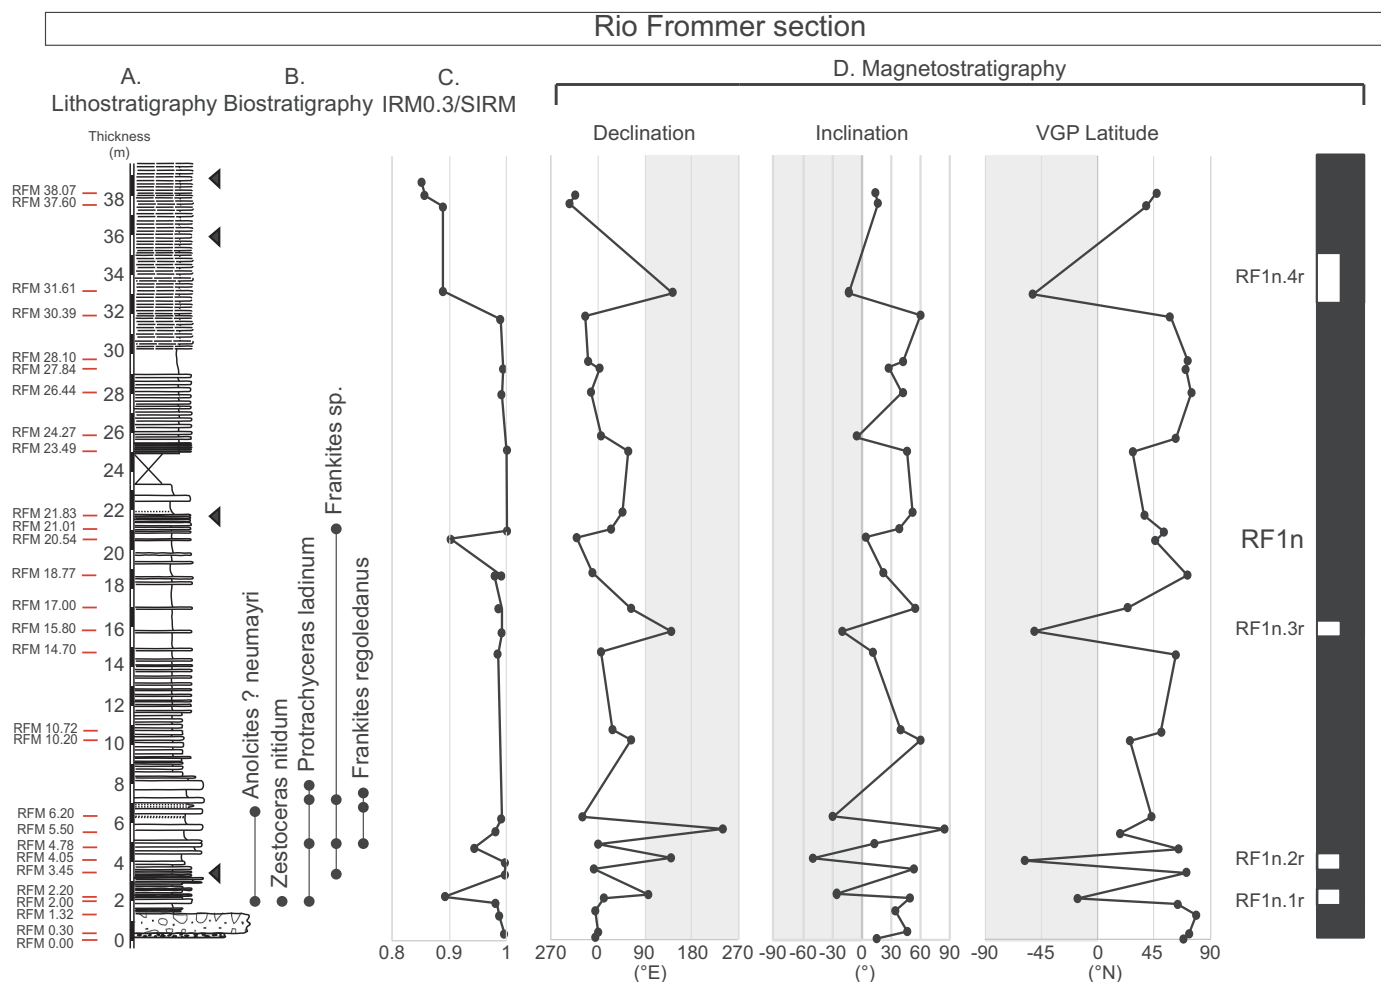 Rio Frommer section
A.
Lithostratigraphy
B.
Biostratigraphy
C.
IRM0.3/SIRM
D. Magnetostratigraphy
Declination
Inclination
VGP Latitude
Thickness
(m)
RFM 38.07
RFM 37.60
RFM 31.61
RFM 30.39
RFM 28.10
RFM 27.84
RFM 26.44
RFM 24.27
RFM 23.49
RFM 21.83
RFM 21.01
RFM 20.54
RFM 18.77
RFM 17.00
RFM 15.80
RFM 14.70
RFM 10.72
RFM 10.20
RFM 6.20
RFM 5.50
RFM 4.78
RFM 4.05
RFM 3.45
RFM 2.20
RFM 2.00
RFM 1.32
RFM 0.30
RFM 0.00
38
36
34
32
30
28
26
24
22
20
18
16
14
12
10
8
6
4
2
0
Anolcites ? neumayri
Zestoceras nitidum
Protrachyceras ladinum
Frankites sp.
Frankites regoledanus
0.8 0.9 1
270 0 90 180 270
(°E)
-90 -60 -30 0 30 60 90
(°)
-90 -45 0 45 90
(°N)
RF1n.4r
RF1n
RF1n.3r
RF1n.2r
RF1n.1r